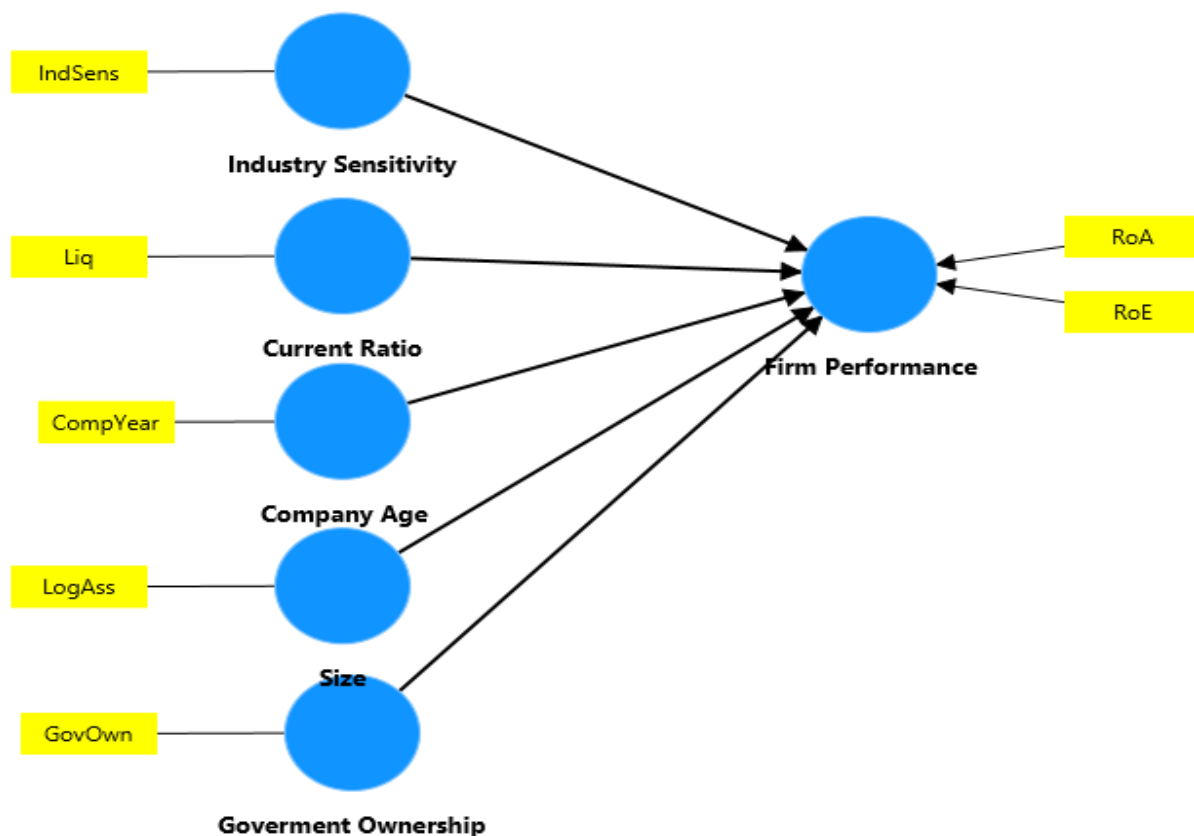 IndSens
Industry Sensitivity
Liq
Current Ratio
CompYear
Company Age
LogAss
Size
GovOwn
Goverment Ownership
Firm Performance
RoA
RoE